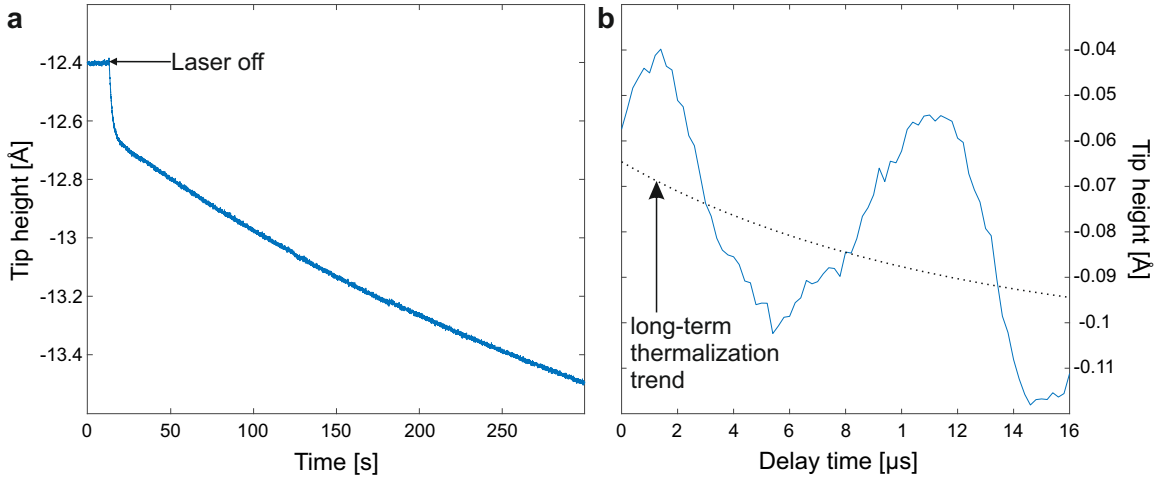 a
Laser off
-12.4
-12.6
-12.8
-13
-13.2
-13.4
Tip height [Å]
0
50
100
150
200
250
Time [s]
b
long-term
thermalization
trend
-0.04
-0.05
-0.06
-0.07
-0.08
-0.09
-0.1
-0.11
Tip height [Å]
0
2
4
6
8
1
12
14
16
Delay time [µs]